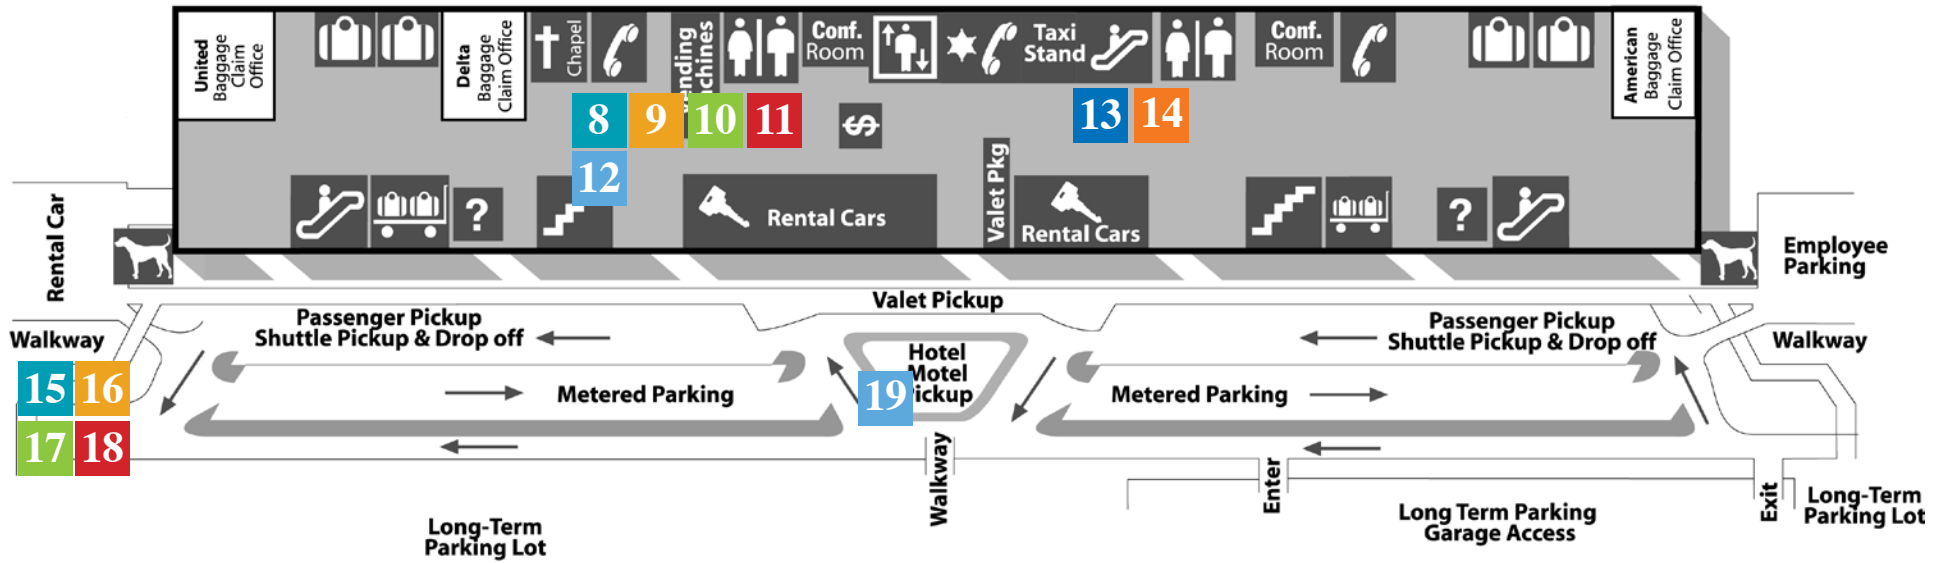 United
Baggage
Claim
Office
Delta
Baggage
Claim Office
Chapel
Conf.
Room
Taxi
Stand
Conf.
Room
American
Baggage
Claim Office
8
9
10
11
12
13
14
$
?
Rental Cars
Valet Pkg
Rental Cars
?
Rental Car
Employee
Parking
Valet Pickup
Walkway
Passenger Pickup
Shuttle Pickup & Drop off
Hotel
Motel
Passenger Pickup
Shuttle Pickup & Drop off
Walkway
15
16
17
18
19
Metered Parking
Metered Parking
Walkway
Enter
Exit
Long-Term
Parking Lot
Long Term Parking
Garage Access
Long-Term
Parking Lot